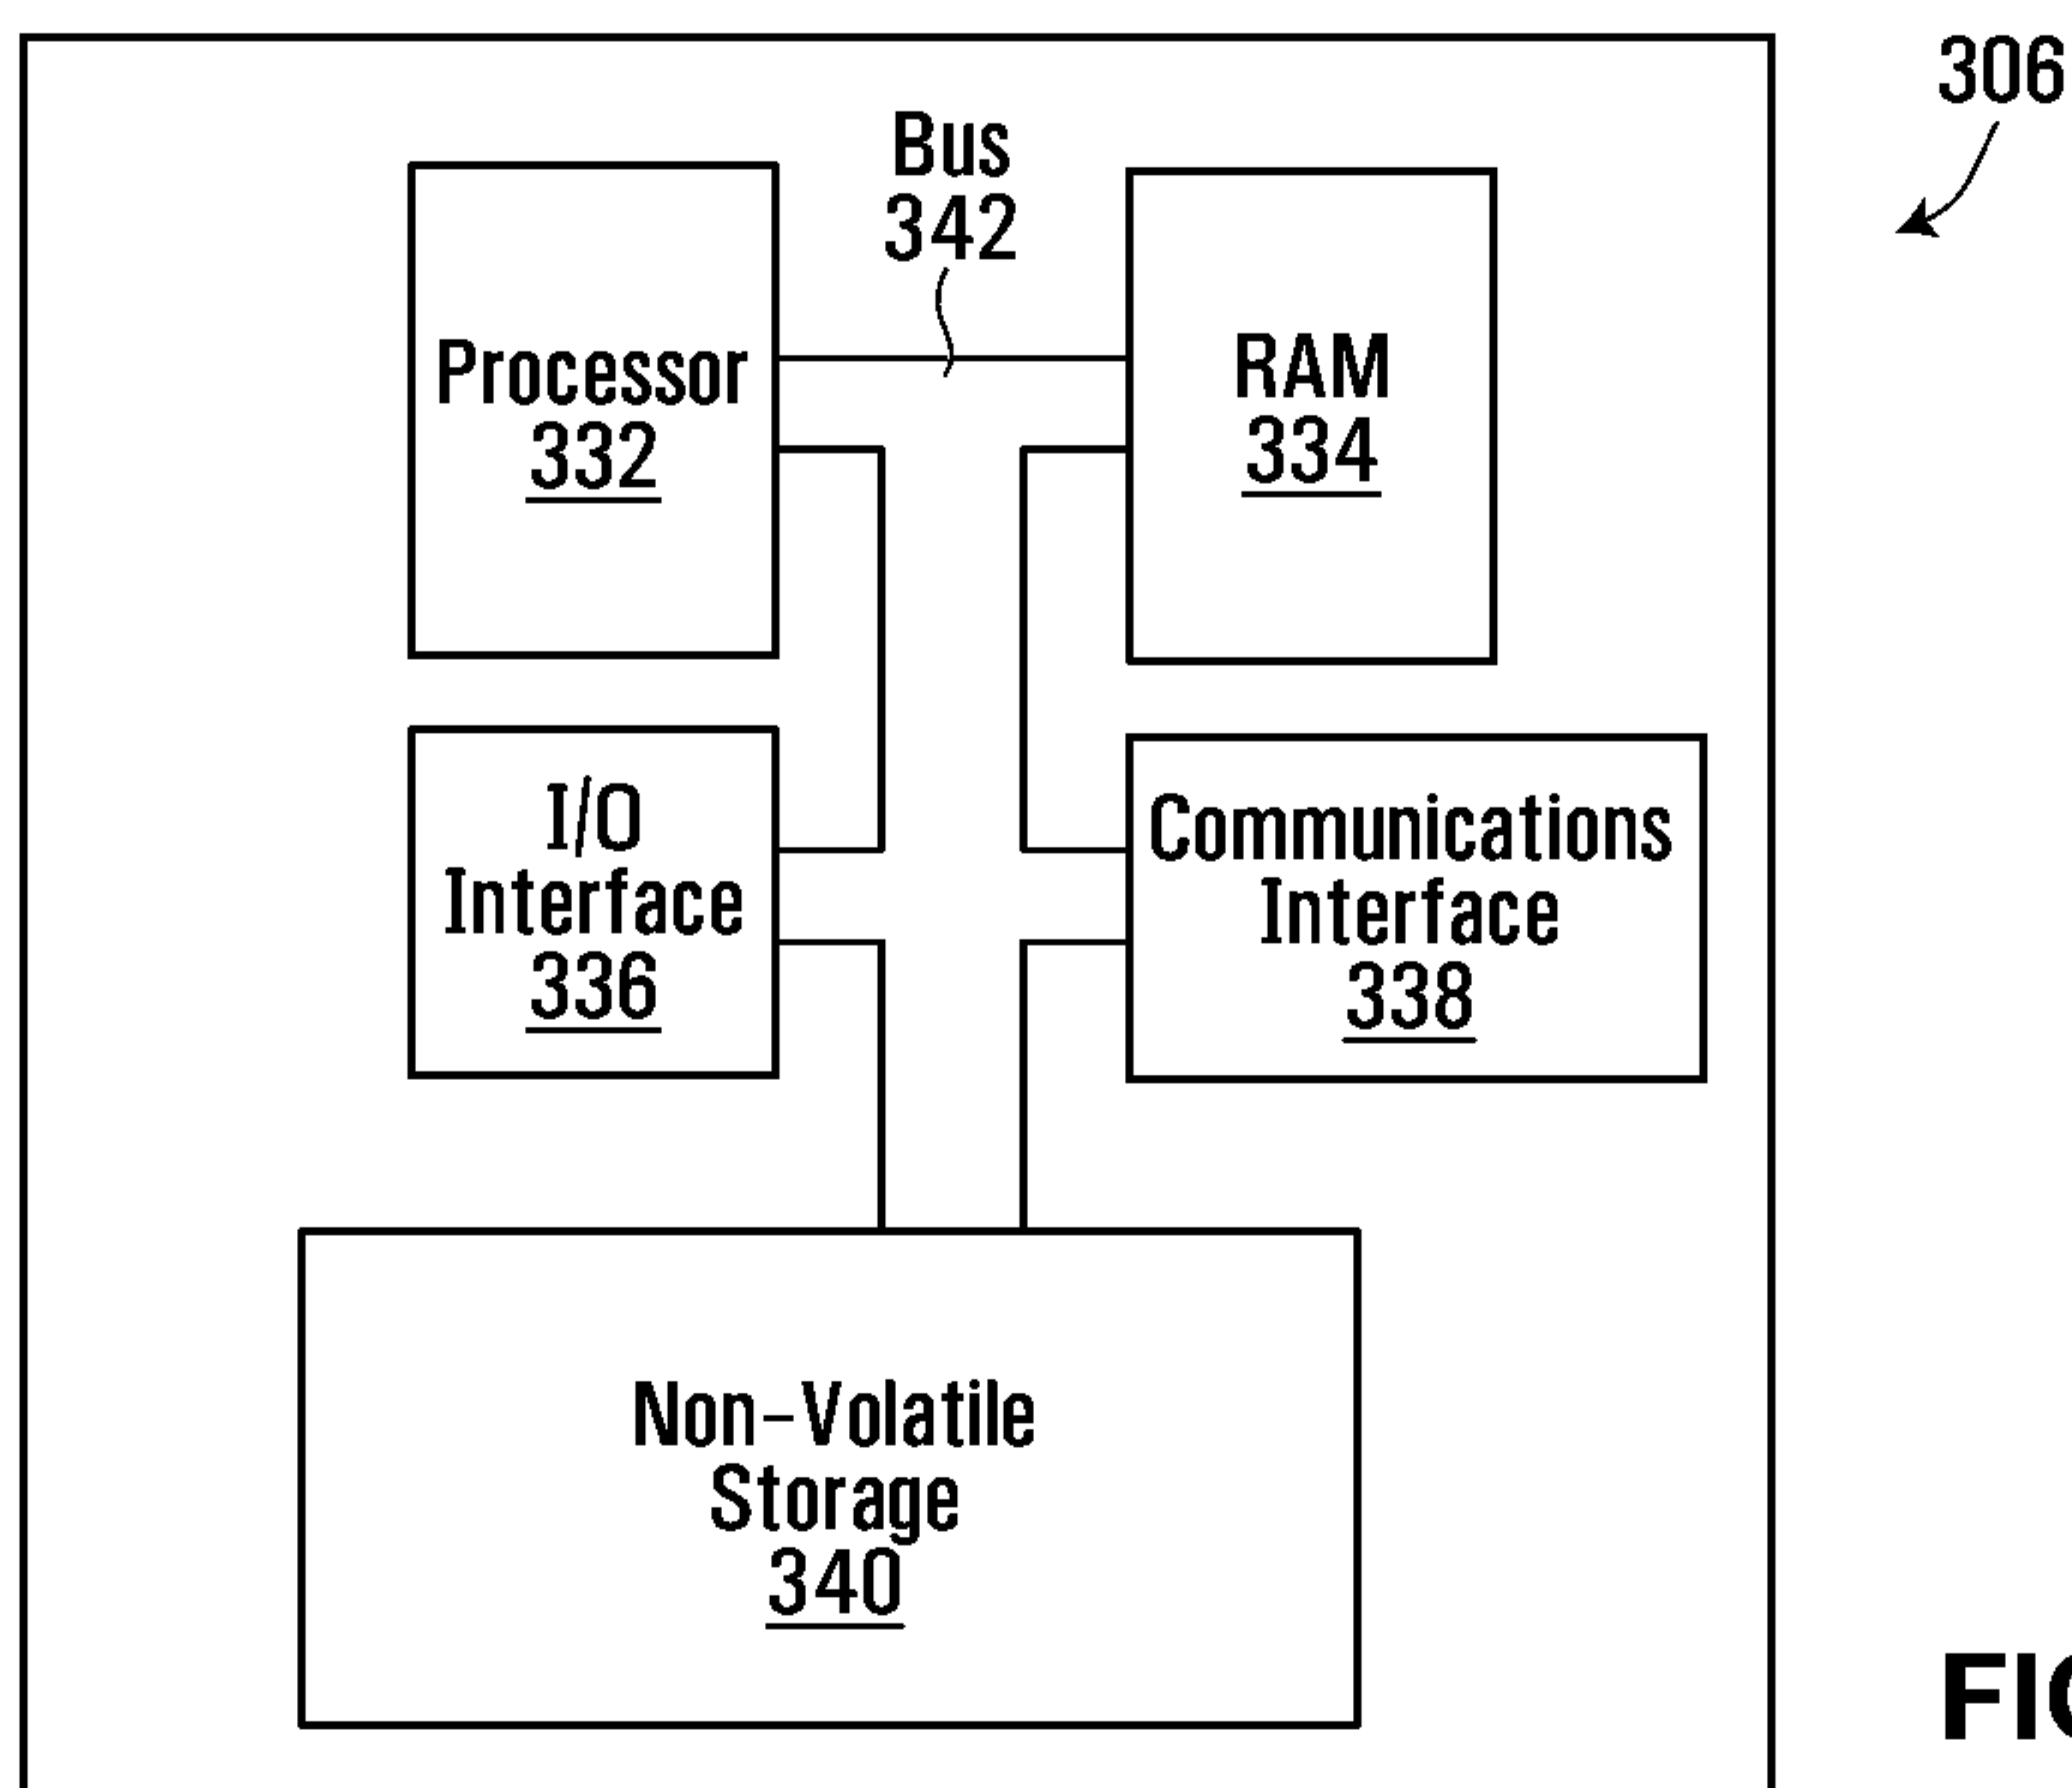 306
Bus
342
Processor
332
RAM
334
I/O
Interface
336
Communications
Interface
338
Non-Volatile
Storage
340